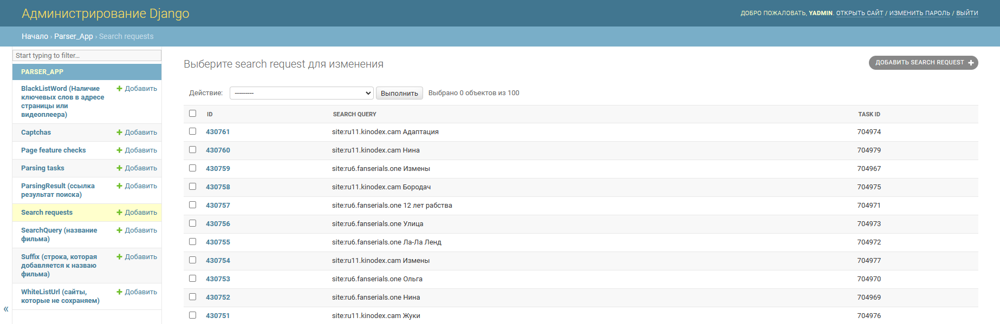 Администрирование Django
ДОБРО ПОЖАЛОВАТЬ, YADMIN. ОТКРЫТЬ САЙТ / ИЗМЕНИТЬ ПАРОЛЬ / ВЫЙТИ
Начало › Parser_App › Search requests
Start typing to filter...
PARSER_APP
BlackListWord (Наличие
ключевых слов в адресе
страницы или
видеоплеера)
+ Добавить
Captchas + Добавить
Page feature checks + Добавить
Parsing tasks + Добавить
ParsingResult (ссылка
результат поиска)
+ Добавить
Search requests + Добавить
SearchQuery (название
фильма)
+ Добавить
Suffix (строка, которая
добавляется к назваю
фильма)
+ Добавить
WhiteListUrl (сайты,
которые не сохраняем)
+ Добавить
«
Выберите search request для изменения
ДОБАВИТЬ SEARCH REQUEST +
Действие: --------- Выполнить Выбрано 0 объектов из 100
ID SEARCH QUERY TASK ID
430761 site:ru11.kinodex.cam Адаптация 704974
430760 site:ru11.kinodex.cam Нина 704979
430759 site:ru6.fanserials.one Измены 704967
430758 site:ru11.kinodex.cam Бородач 704975
430757 site:ru6.fanserials.one 12 лет рабства 704971
430756 site:ru6.fanserials.one Улица 704973
430755 site:ru6.fanserials.one Ла-Ла Ленд 704972
430754 site:ru11.kinodex.cam Измены 704977
430753 site:ru6.fanserials.one Ольга 704970
430752 site:ru6.fanserials.one Нина 704969
430751 site:ru11.kinodex.cam Жуки 704976